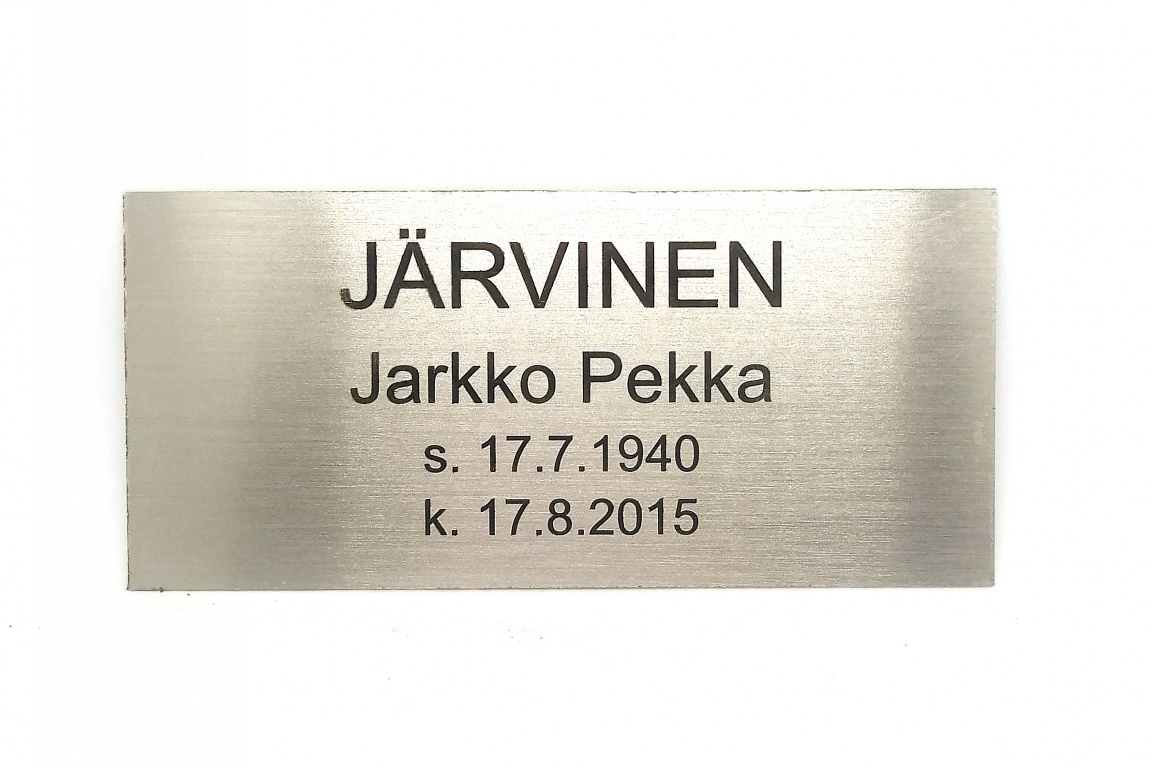 JÄRVINEN
Jarkko Pekka
s. 17.7.1940
k. 17.8.2015